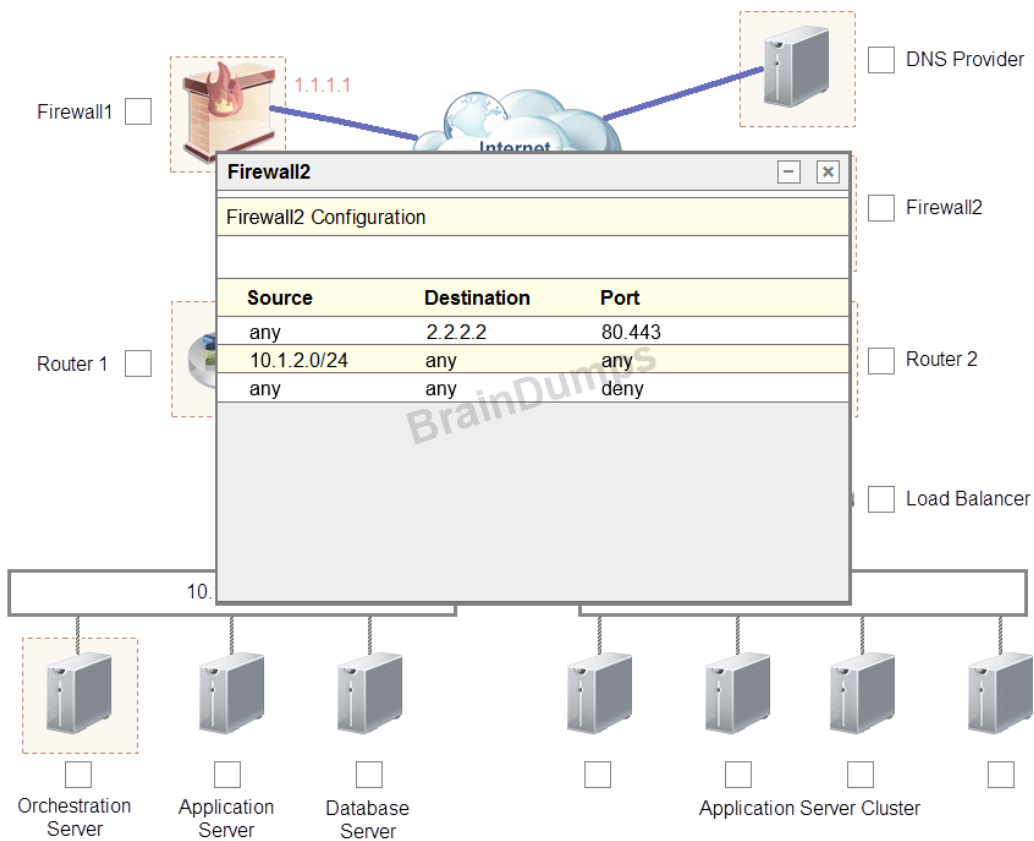 DNS Provider
1.1.1.1
Firewall1
Internet
Firewall2
Firewall2 Configuration
Firewall2
Source Destination Port
any 2.2.2.2 80.443
10.1.2.0/24 any any
any any deny
BrainDumps
Router 1
Router 2
Load Balancer
10.
Orchestration
Server
Application
Server
Database
Server
Application Server Cluster